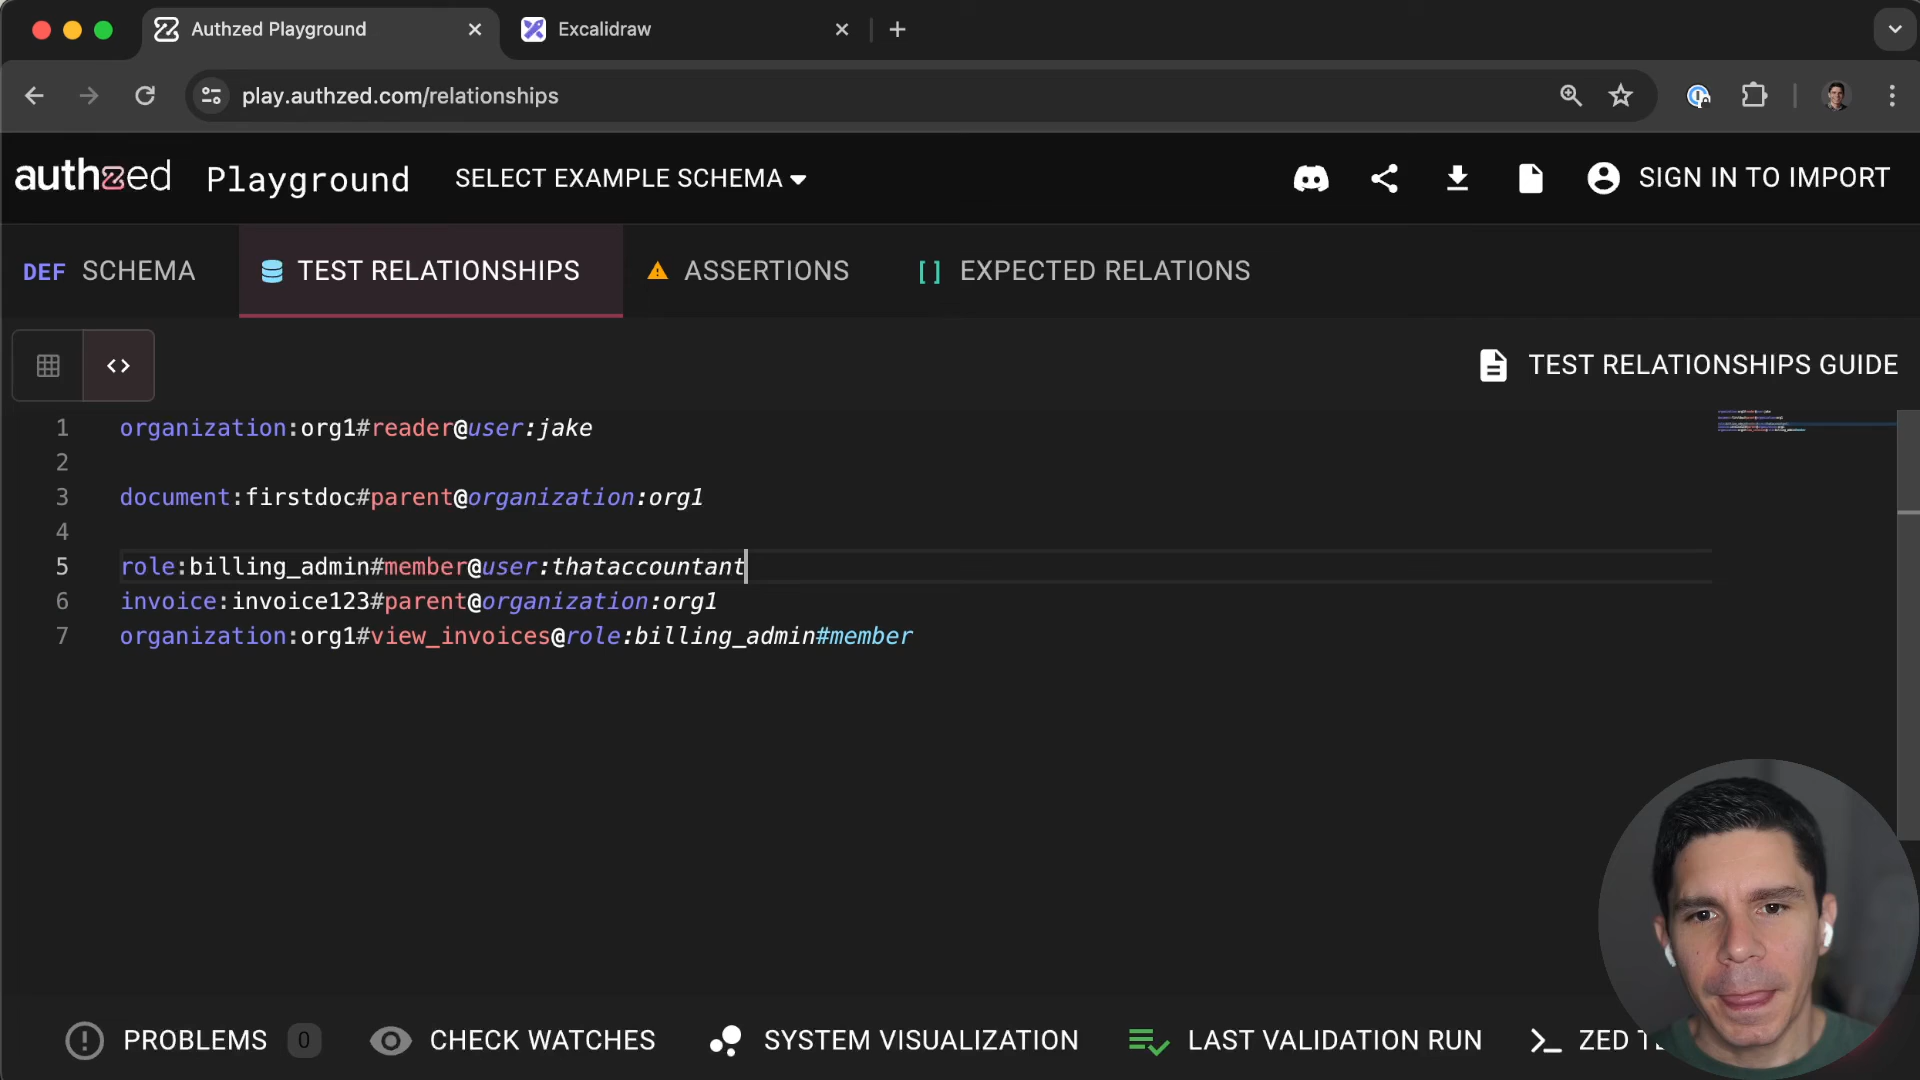 Authzed Playground
Excalidraw
play.authzed.com/relationships
authzed Playground SELECT EXAMPLE SCHEMA SIGN IN TO IMPORT
DEF SCHEMA TEST RELATIONSHIPS ASSERTIONS [ ] EXPECTED RELATIONS
TEST RELATIONSHIPS GUIDE
1 organization:org1#reader@user:jake
2
3 document:firstdoc#parent@organization:org1
4
5 role:billing_admin#member@user:thataccountant
6 invoice:invoice123#parent@organization:org1
7 organization:org1#view_invoices@role:billing_admin#member
PROBLEMS 0 CHECK WATCHES SYSTEM VISUALIZATION LAST VALIDATION RUN ZED